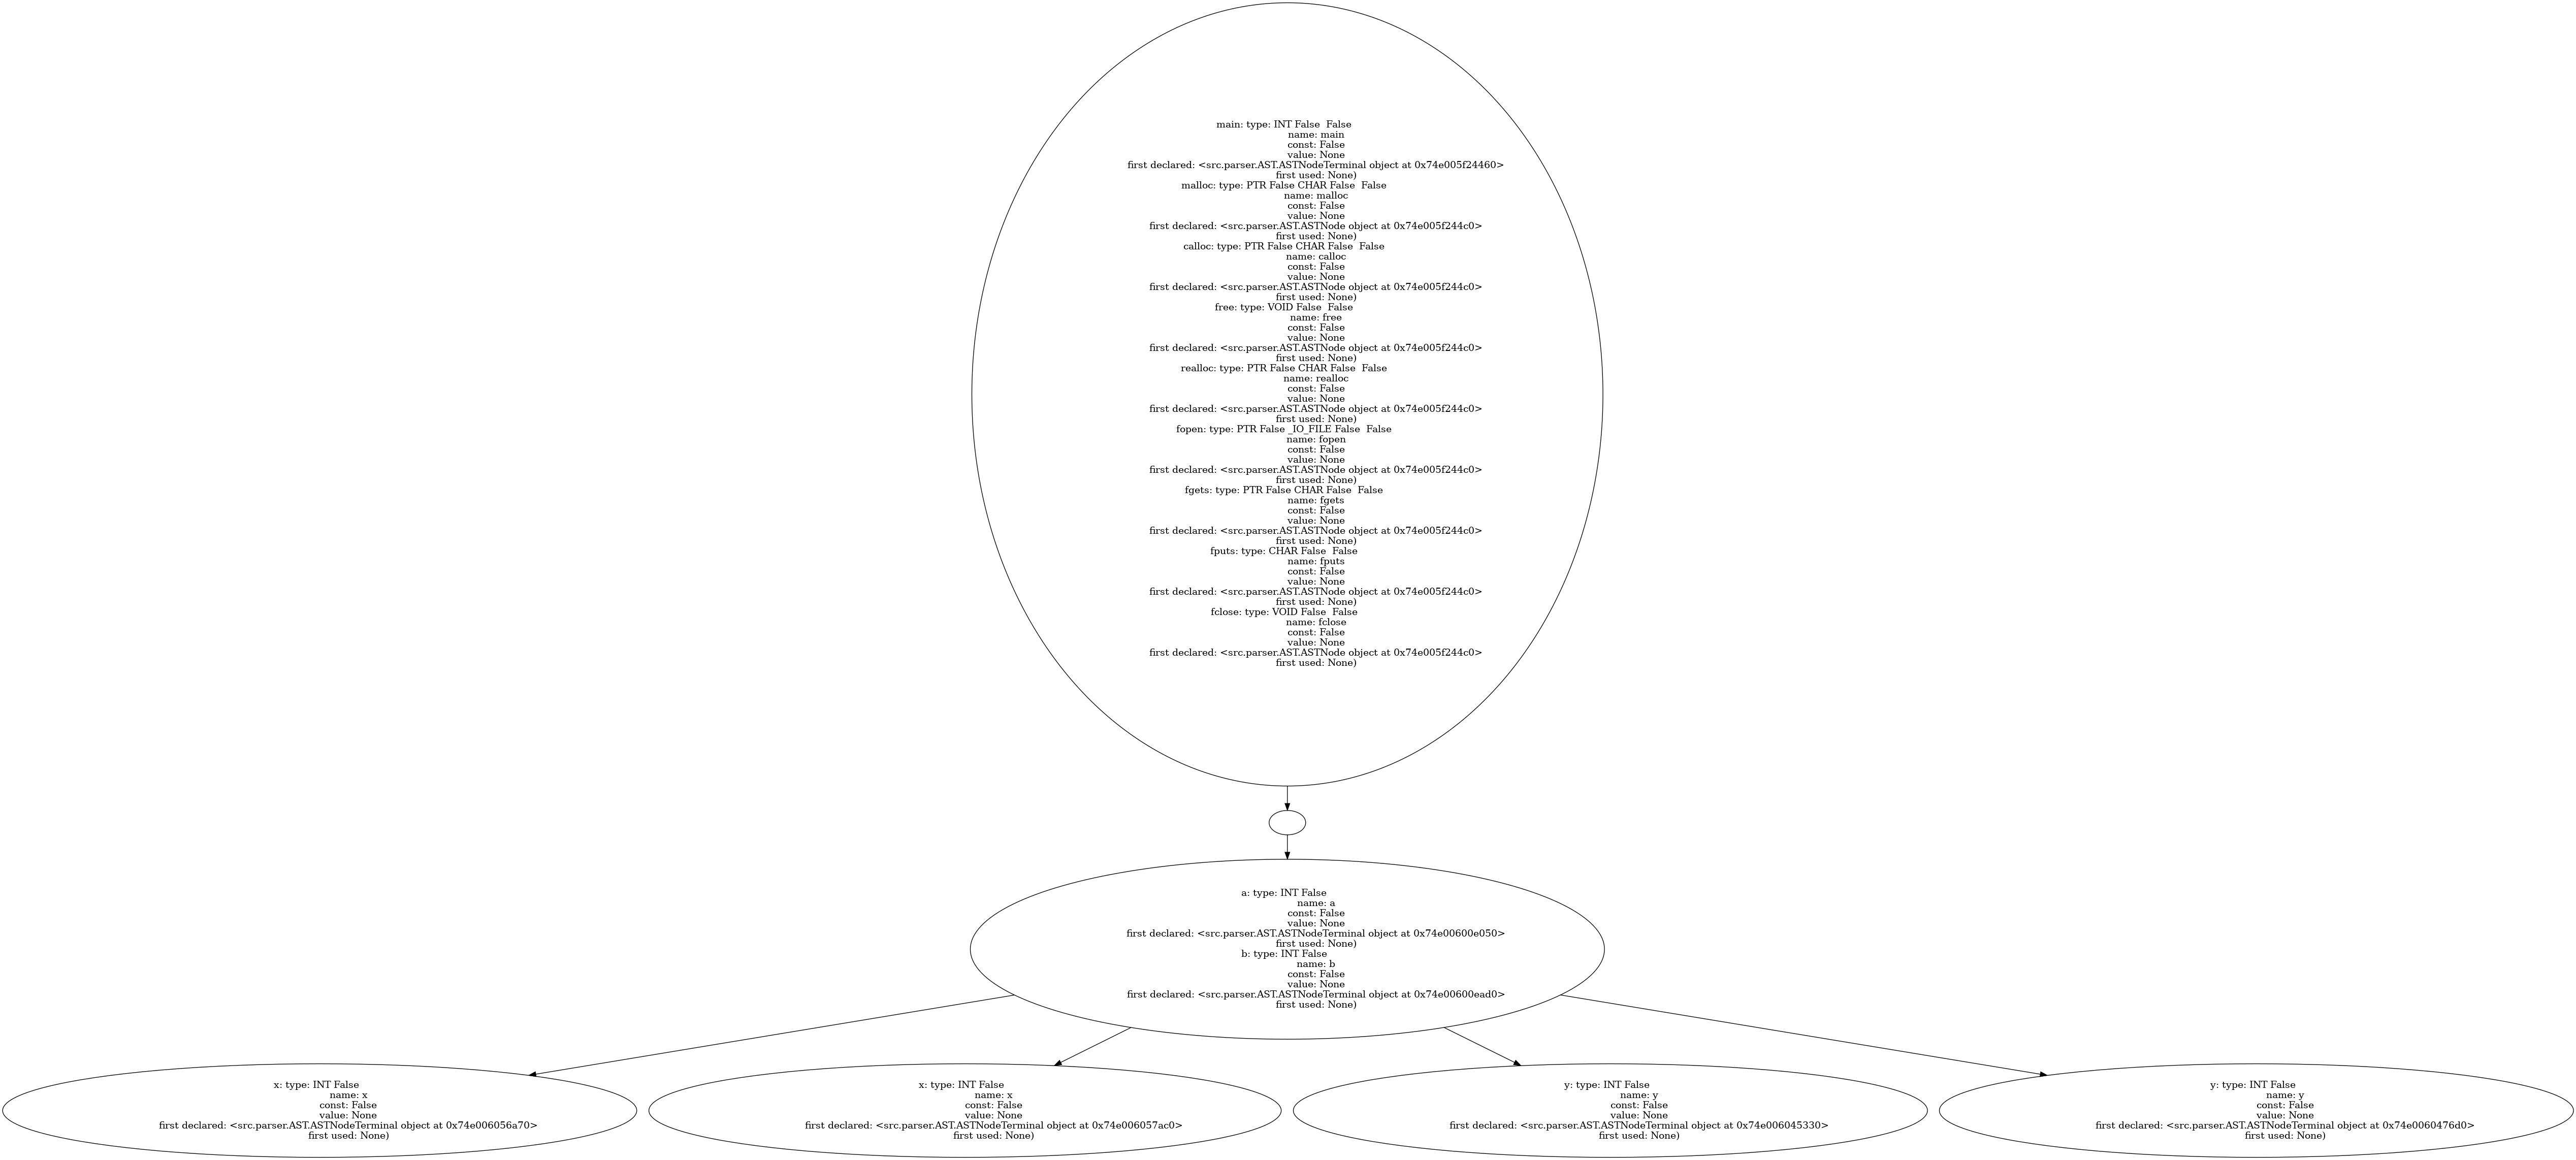 main: type: INT False  False
name: main
const: False
value: None
first declared: <src.parser.AST.ASTNodeTerminal object at 0x74e005f24460>
first used: None)
malloc: type: PTR False CHAR False  False
name: malloc
const: False
value: None
first declared: <src.parser.AST.ASTNode object at 0x74e005f244c0>
first used: None)
calloc: type: PTR False CHAR False  False
name: calloc
const: False
value: None
first declared: <src.parser.AST.ASTNode object at 0x74e005f244c0>
first used: None)
free: type: VOID False  False
name: free
const: False
value: None
first declared: <src.parser.AST.ASTNode object at 0x74e005f244c0>
first used: None)
realloc: type: PTR False CHAR False  False
name: realloc
const: False
value: None
first declared: <src.parser.AST.ASTNode object at 0x74e005f244c0>
first used: None)
fopen: type: PTR False _IO_FILE False  False
name: fopen
const: False
value: None
first declared: <src.parser.AST.ASTNode object at 0x74e005f244c0>
first used: None)
fgets: type: PTR False CHAR False  False
name: fgets
const: False
value: None
first declared: <src.parser.AST.ASTNode object at 0x74e005f244c0>
first used: None)
fputs: type: CHAR False  False
name: fputs
const: False
value: None
first declared: <src.parser.AST.ASTNode object at 0x74e005f244c0>
first used: None)
fclose: type: VOID False  False
name: fclose
const: False
value: None
first declared: <src.parser.AST.ASTNode object at 0x74e005f244c0>
first used: None)
a: type: INT False
name: a
const: False
value: None
first declared: <src.parser.AST.ASTNodeTerminal object at 0x74e00600e050>
first used: None)
b: type: INT False
name: b
const: False
value: None
first declared: <src.parser.AST.ASTNodeTerminal object at 0x74e00600ead0>
first used: None)
x: type: INT False
name: x
const: False
value: None
first declared: <src.parser.AST.ASTNodeTerminal object at 0x74e006056a70>
first used: None)
x: type: INT False
name: x
const: False
value: None
first declared: <src.parser.AST.ASTNodeTerminal object at 0x74e006057ac0>
first used: None)
y: type: INT False
name: y
const: False
value: None
first declared: <src.parser.AST.ASTNodeTerminal object at 0x74e006045330>
first used: None)
y: type: INT False
name: y
const: False
value: None
first declared: <src.parser.AST.ASTNodeTerminal object at 0x74e0060476d0>
first used: None)